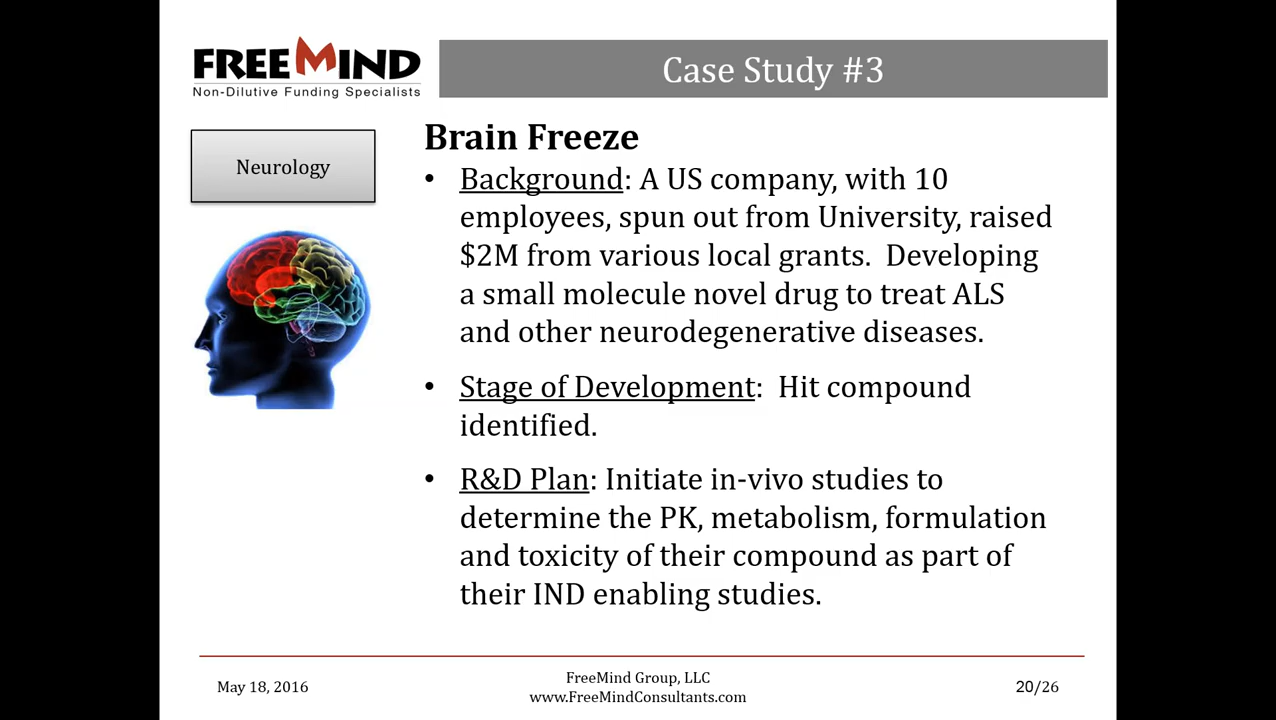 FREEMIND
Non-Dilutive Funding Specialists
Case Study #3
Neurology
Brain Freeze
• Background: A US company, with 10
employees, spun out from University, raised
$2M from various local grants.  Developing
a small molecule novel drug to treat ALS
and other neurodegenerative diseases.
• Stage of Development:  Hit compound
identified.
• R&D Plan: Initiate in-vivo studies to
determine the PK, metabolism, formulation
and toxicity of their compound as part of
their IND enabling studies.
May 18, 2016
FreeMind Group, LLC
www.FreeMindConsultants.com
20/26